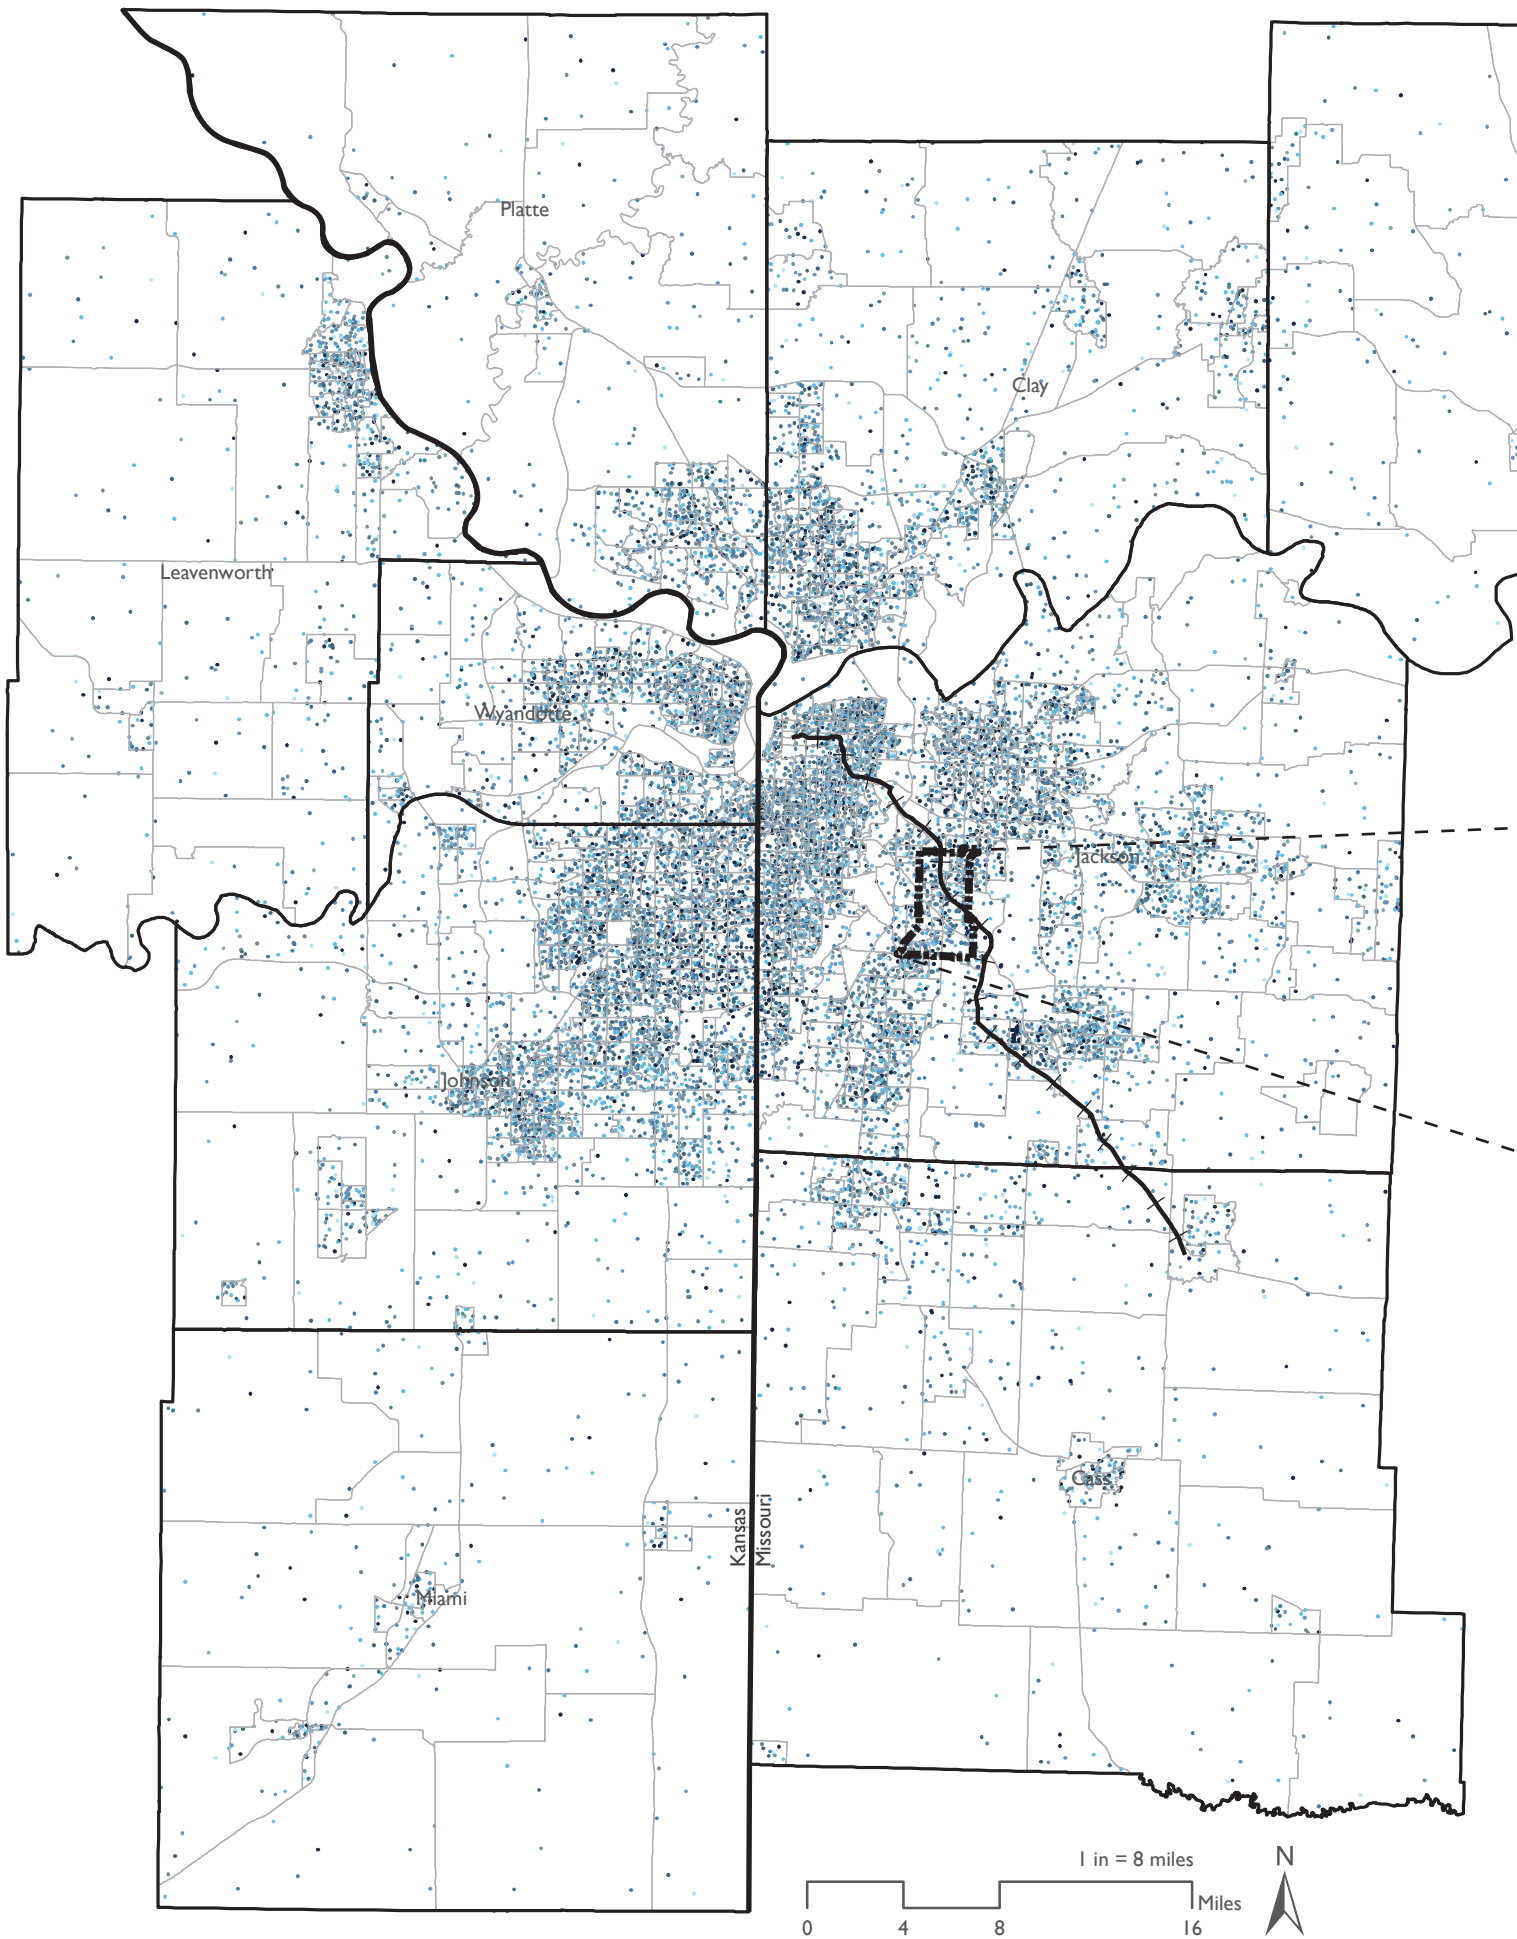 Platte
Clay
Leavenworth
Wyandotte
Jackson
Johnson
Cass
Kansas
Missouri
Miami
1 in = 8 miles
N
Miles
0 4 8 16